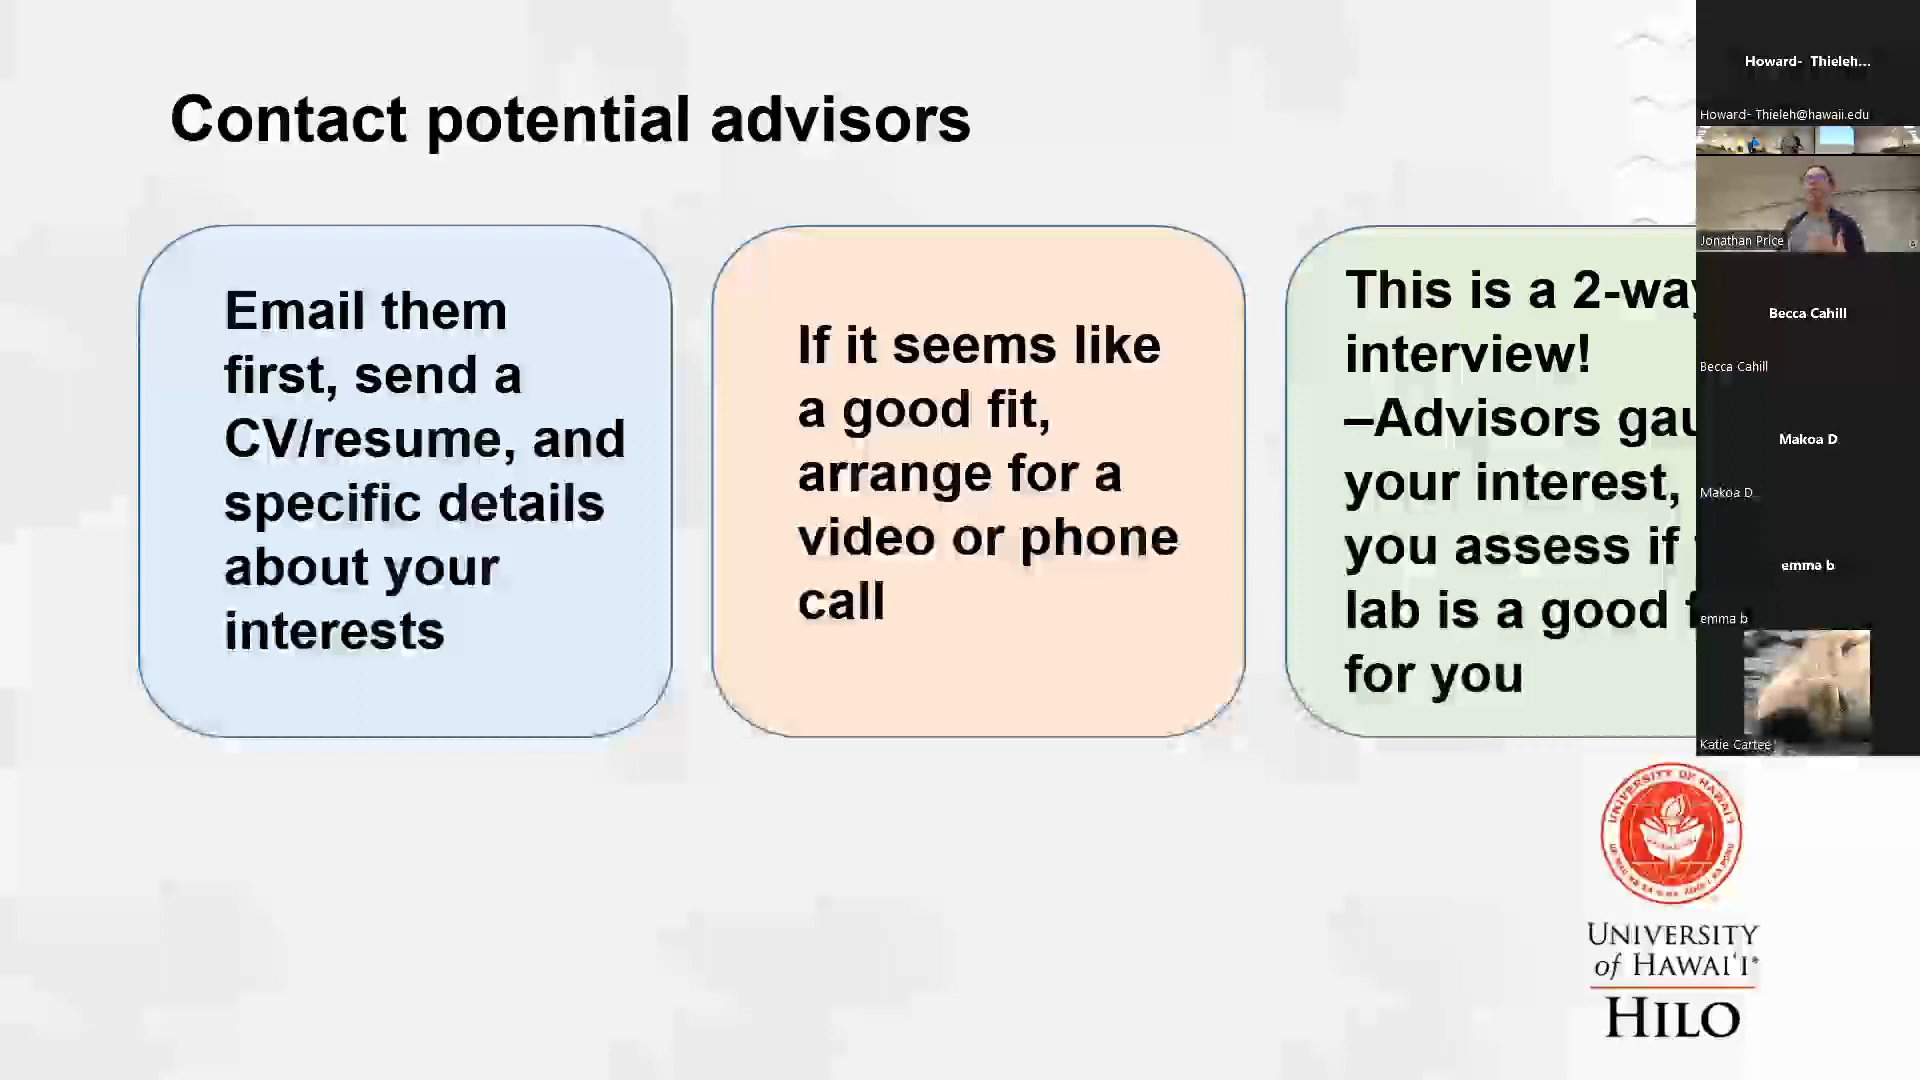 Contact potential advisors
Email them
first, send a
CV/resume, and
specific details
about your
interests
If it seems like
a good fit,
arrange for a
video or phone
call
This is a 2-way
interview!
–Advisors gau
your interest,
you assess if
lab is a good f
for you
Howard- Thieleh...
Howard- Thieleh@hawaii.edu
Jonathan Price
Becca Cahill
Becca Cahill
Makoa D
Makoa D
emma b
emma b
Katie Cartee
UNIVERSITY OF HAWAI'I
UNIVERSITY
of HAWAIʻI®
HILO